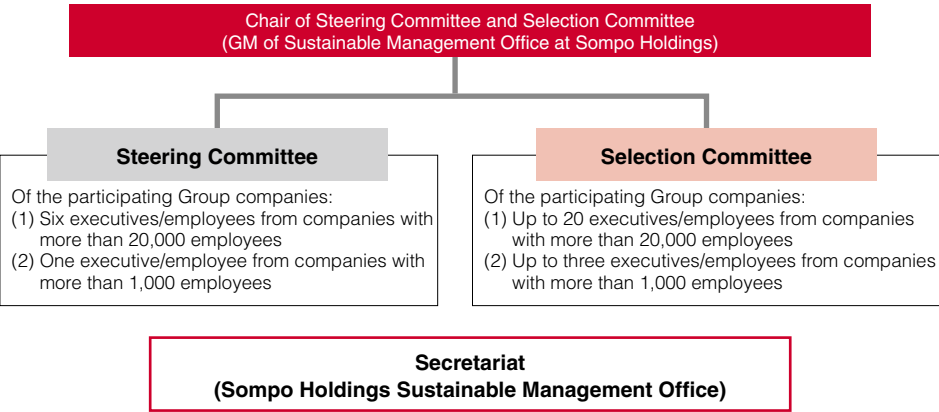 Chair of Steering Committee and Selection Committee
(GM of Sustainable Management Office at Sompo Holdings)
Steering Committee
Of the participating Group companies:
(1) Six executives/employees from companies with
more than 20,000 employees
(2) One executive/employee from companies with
more than 1,000 employees
Selection Committee
Of the participating Group companies:
(1) Up to 20 executives/employees from companies
with more than 20,000 employees
(2) Up to three executives/employees from companies
with more than 1,000 employees
Secretariat
(Sompo Holdings Sustainable Management Office)